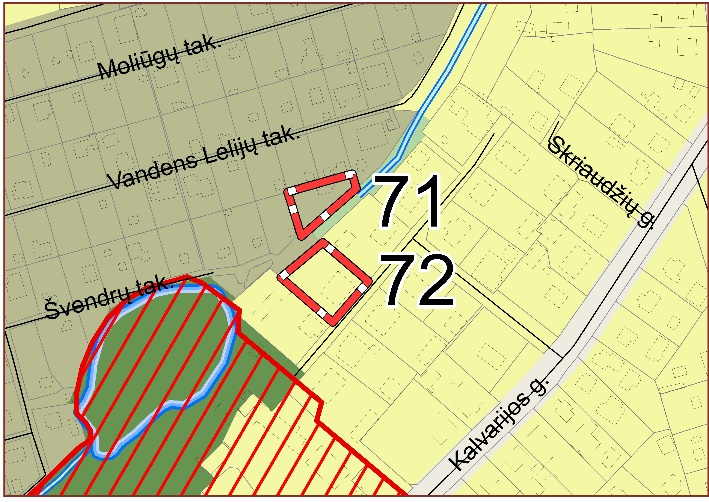 Moliūgų tak.
Vandens Lelijų tak.
Skriaudžių g.
71
72
Švendrų tak.
Kalvarijos g.